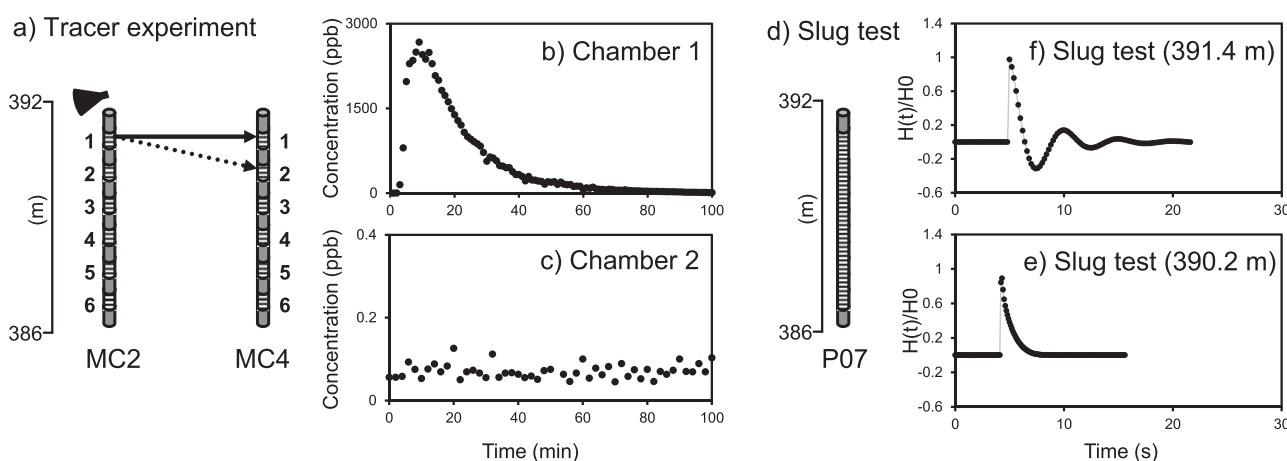 a) Tracer experiment
392
(m)
386
1
2
3
4
5
6
MC2
1
2
3
4
5
6
MC4
b) Chamber 1
Concentration (ppb)
3000
1500
0
0 20 40 60 80 100
c) Chamber 2
Concentration (ppb)
0.4
0.2
0
0 20 40 60 80 100
Time (min)
d) Slug test
392
(m)
386
P07
f) Slug test (391.4 m)
H(t)/H0
1.4
1
0.6
0.2
-0.2
-0.6
0 10 20 30
e) Slug test (390.2 m)
H(t)/H0
1.4
1
0.6
0.2
-0.2
-0.6
0 10 20 30
Time (s)